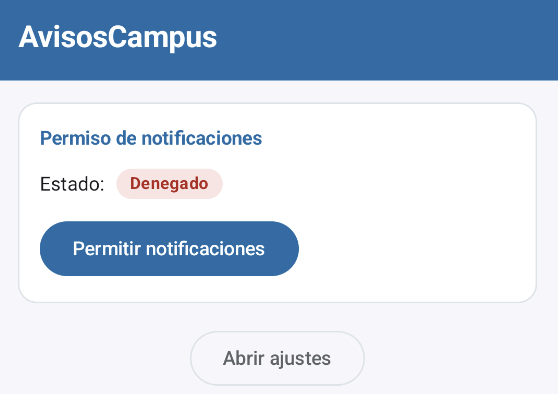 AvisosCampus
Permiso de notificaciones
Estado: Denegado
Permitir notificaciones
Abrir ajustes